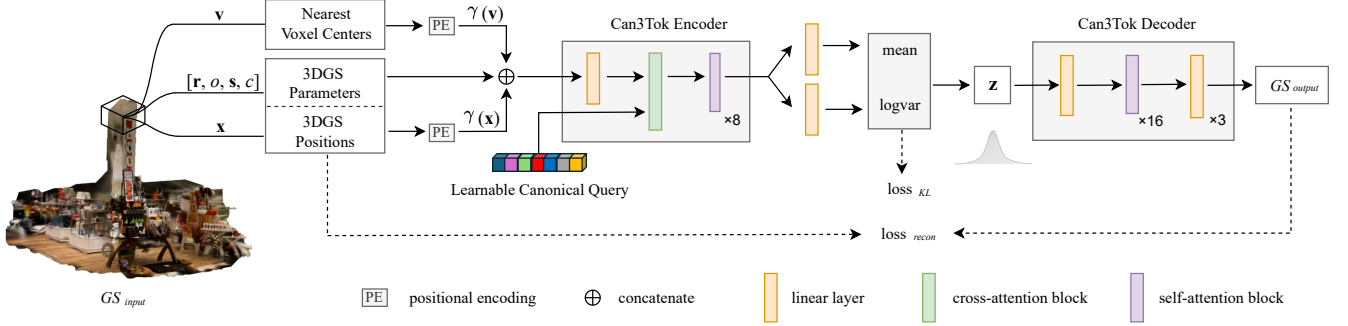 v
Nearest
Voxel Centers
PE
γ (v)
[r, o, s, c]
3DGS
Parameters
x
3DGS
Positions
PE
γ (x)
Learnable Canonical Query
Can3Tok Encoder
×8
mean
logvar
z
Can3Tok Decoder
×16
×3
GS output
loss KL
loss recon
GS input
PE
positional encoding
concatenate
linear layer
cross-attention block
self-attention block